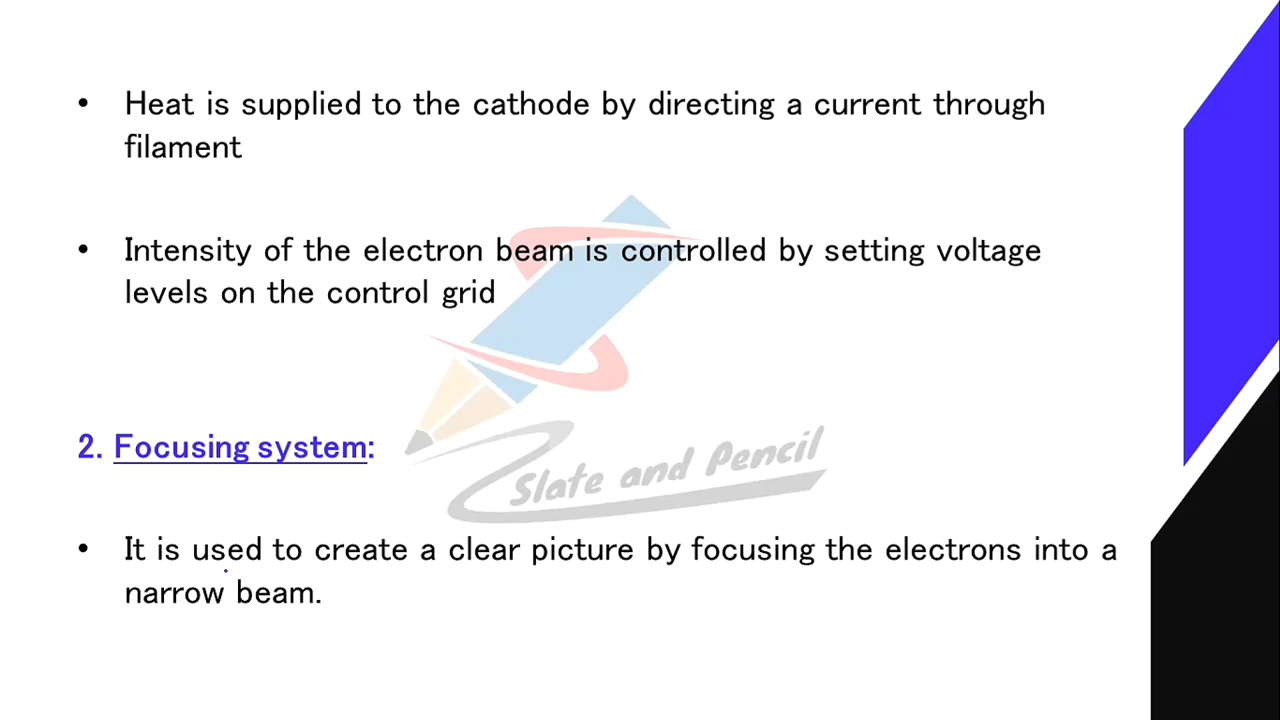 • Heat is supplied to the cathode by directing a current through
filament
• Intensity of the electron beam is controlled by setting voltage
levels on the control grid
2. Focusing system:
Slate and Pencil
• It is used to create a clear picture by focusing the electrons into a
narrow beam.